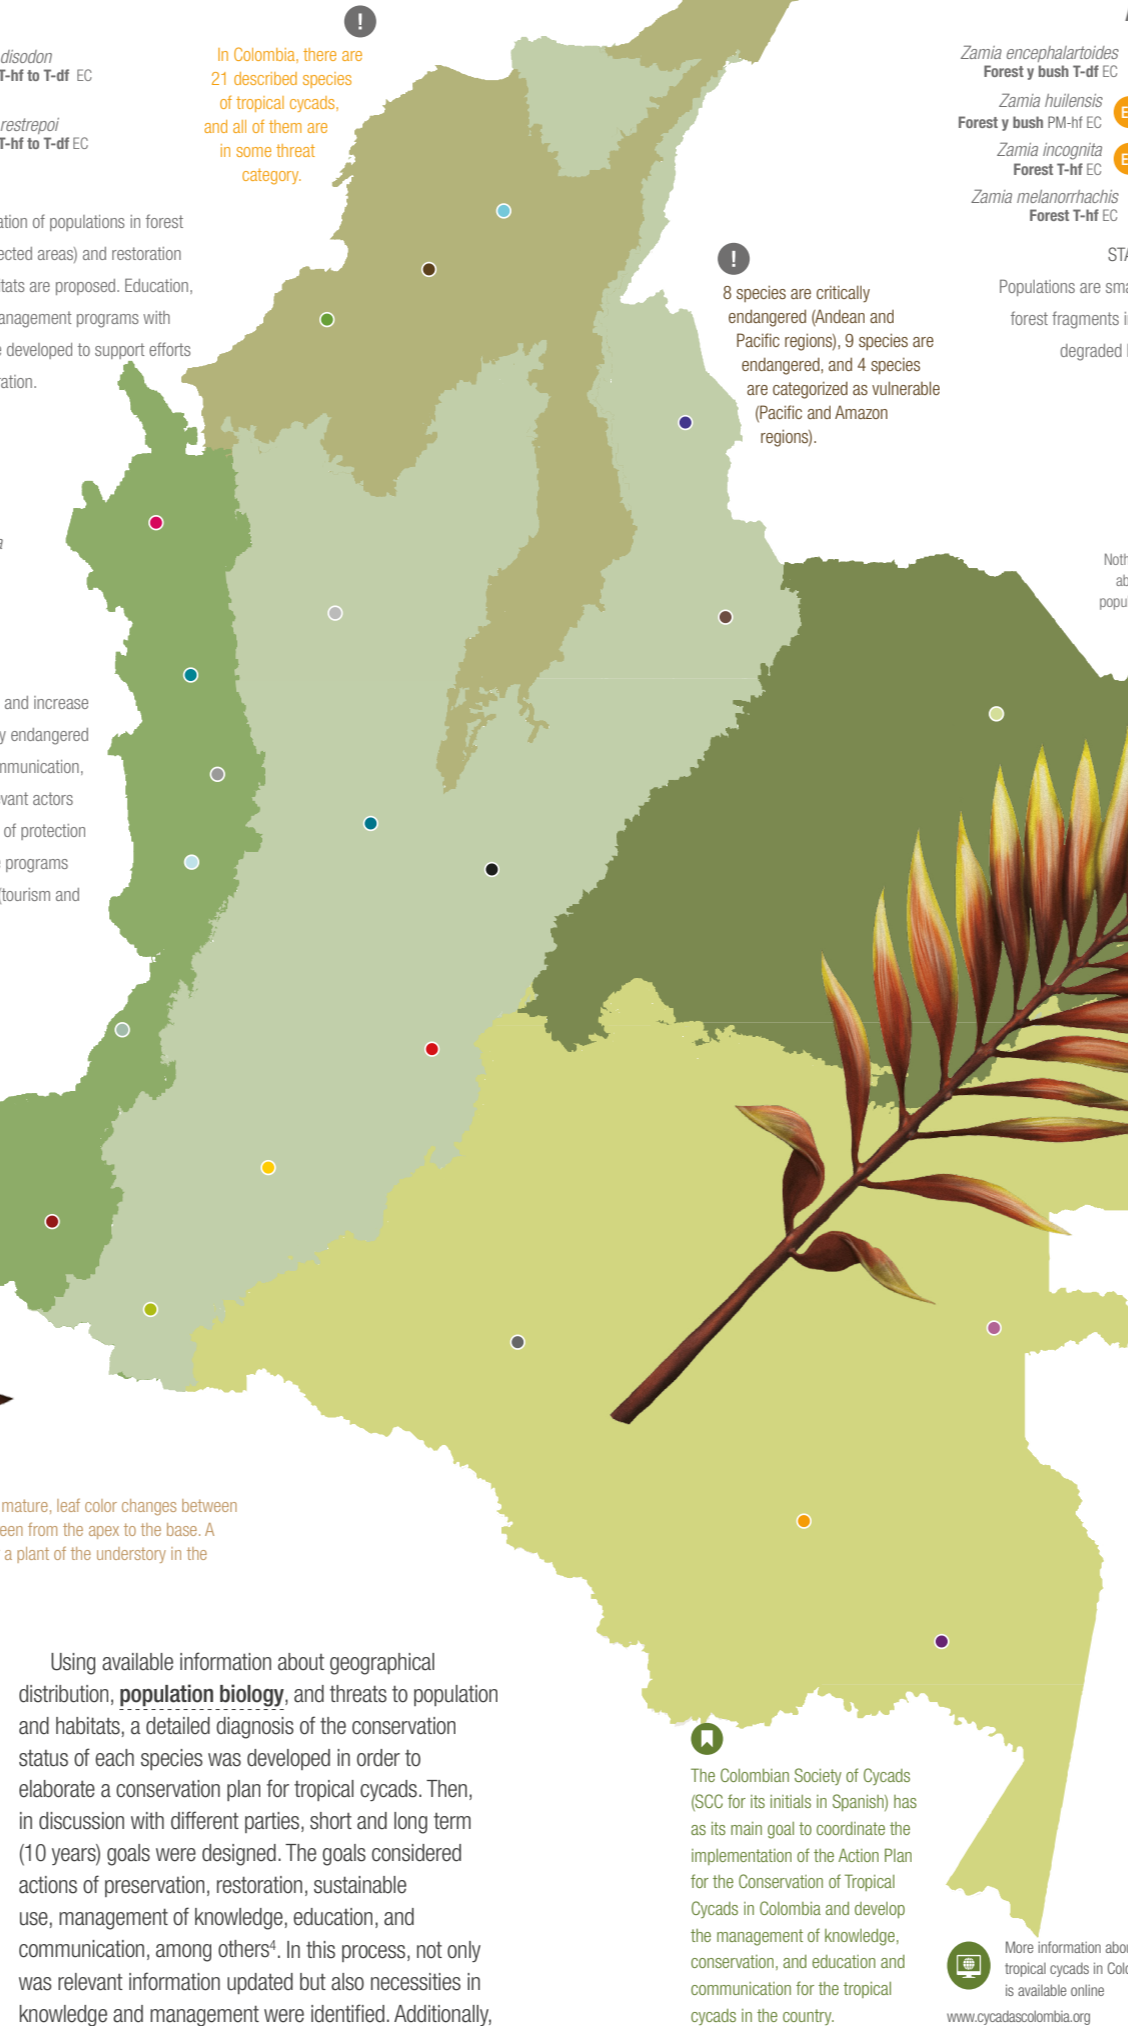 disodon
T-hf to T-df EC
restrepoi
T-hf to T-df EC
ation of populations in forest
ected areas) and restoration
itats are proposed. Education,
anagement programs with
e developed to support efforts
ration.
a
and increase
y endangered
mmunication,
vant actors
of protection
programs
(tourism and
!
In Colombia, there are
21 described species
of tropical cycads,
and all of them are
in some threat
category.
!
8 species are critically
endangered (Andean and
Pacific regions), 9 species are
endangered, and 4 species
are categorized as vulnerable
(Pacific and Amazon
regions).
Zamia encephalartoides
Forest y bush T-df EC
Zamia huilensis
Forest y bush PM-hf EC
E
Zamia incognita
Forest T-hf EC
E
Zamia melanorrhachis
Forest T-hf EC
STA
Populations are sma
forest fragments i
degraded
Noth
ab
popul
mature, leaf color changes between
een from the apex to the base. A
a plant of the understory in the
Using available information about geographical
distribution, population biology, and threats to population
and habitats, a detailed diagnosis of the conservation
status of each species was developed in order to
elaborate a conservation plan for tropical cycads. Then,
in discussion with different parties, short and long term
(10 years) goals were designed. The goals considered
actions of preservation, restoration, sustainable
use, management of knowledge, education, and
communication, among others⁴. In this process, not only
was relevant information updated but also necessities in
knowledge and management were identified. Additionally,
The Colombian Society of Cycads
(SCC for its initials in Spanish) has
as its main goal to coordinate the
implementation of the Action Plan
for the Conservation of Tropical
Cycads in Colombia and develop
the management of knowledge,
conservation, and education and
communication for the tropical
cycads in the country.
More information abou
tropical cycads in Colo
is available online
www.cycadascolombia.org